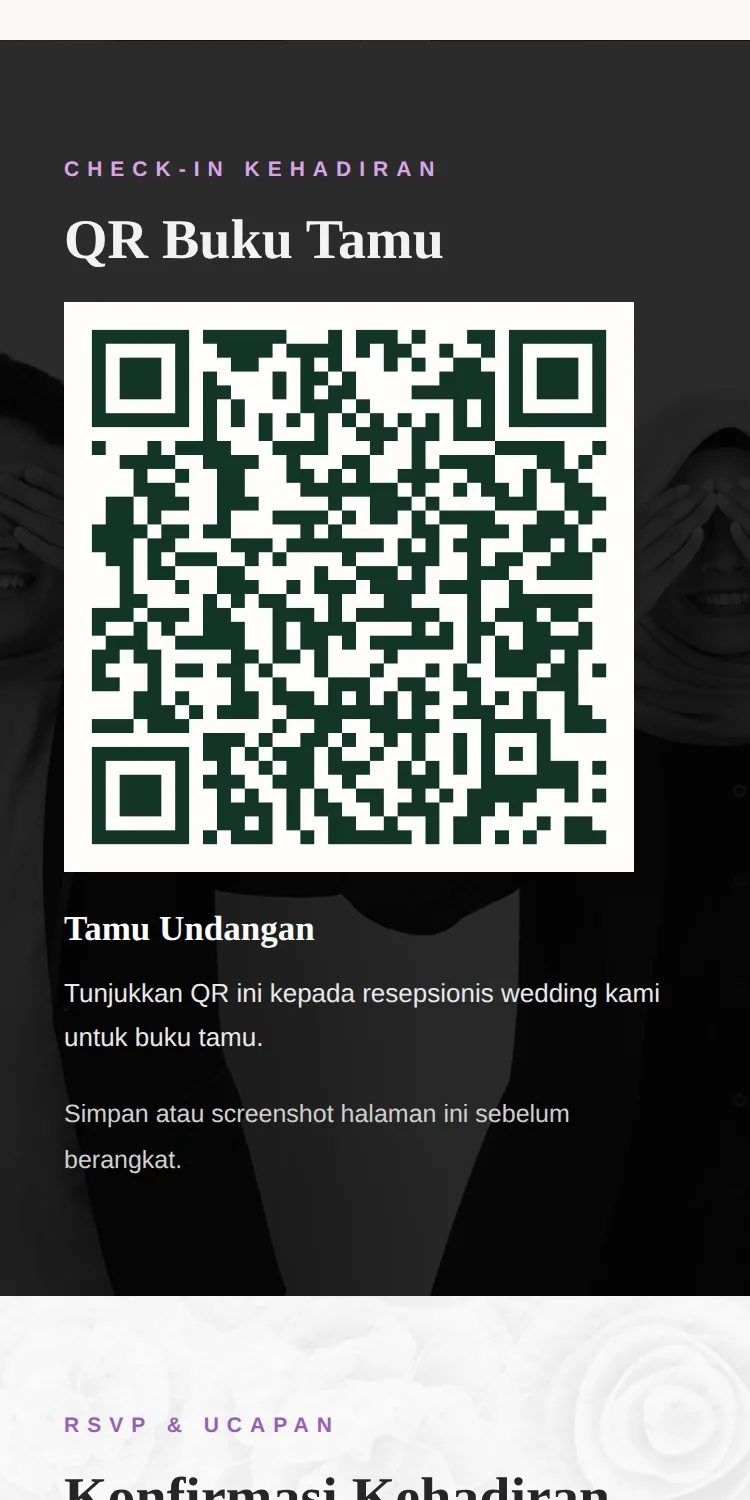 CHECK-IN KEHADIRAN
QR Buku Tamu
Tamu Undangan
Tunjukkan QR ini kepada resepsionis wedding kami
untuk buku tamu.
Simpan atau screenshot halaman ini sebelum
berangkat.
RSVP & UCAPAN
Konfirmasi Kehadiran